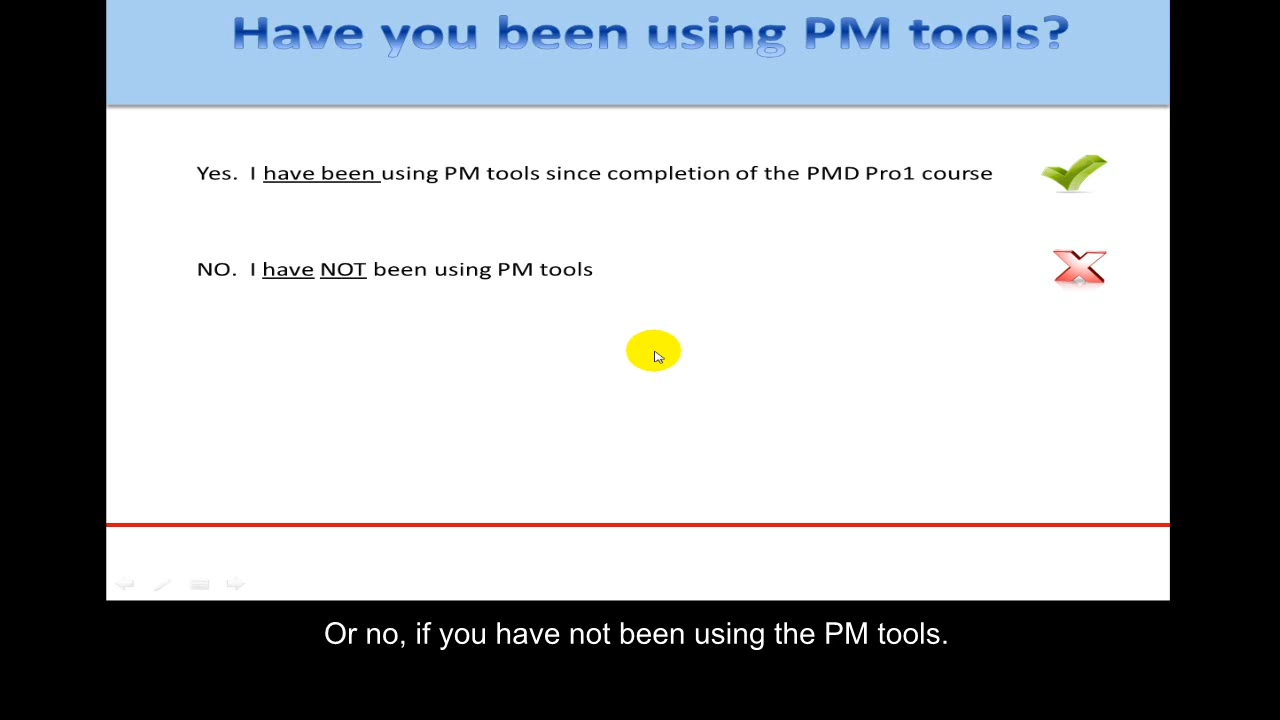 Have you been using PM tools?
Yes. I have been using PM tools since completion of the PMD Pro1 course
NO. I have NOT been using PM tools
Or no, if you have not been using the PM tools.